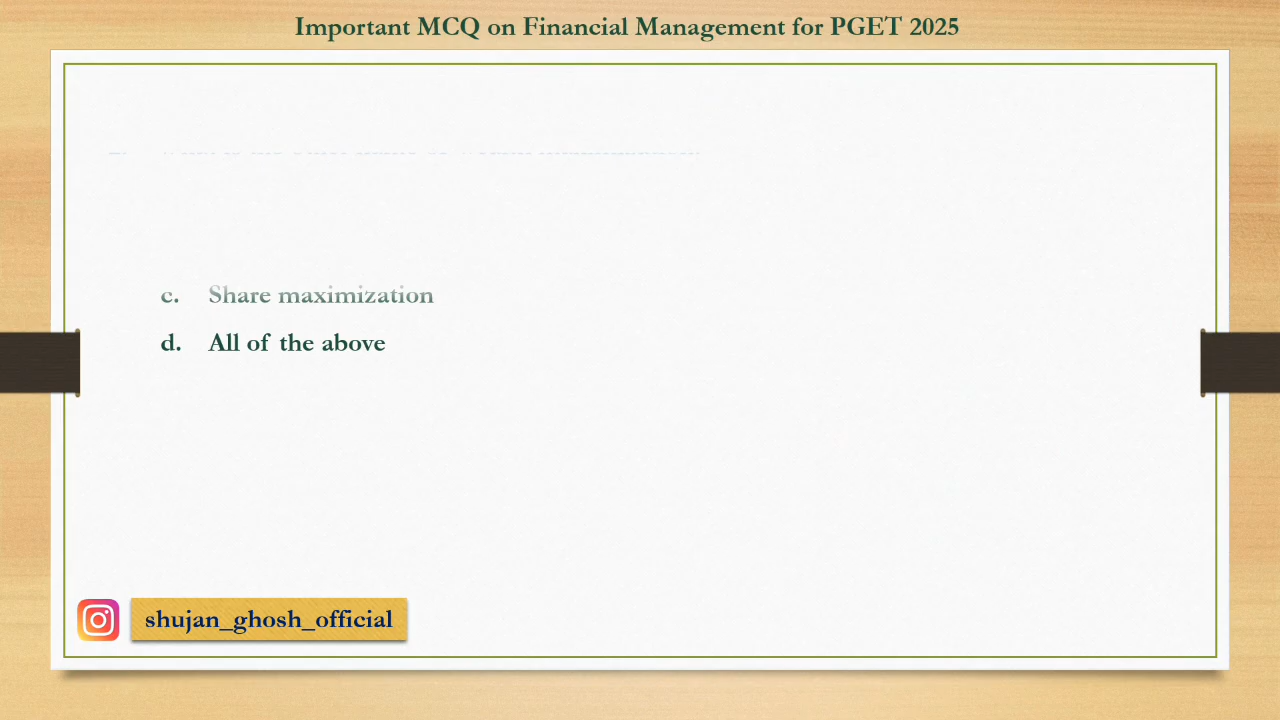 Important MCQ on Financial Management for PGET 2025
c. Share maximization
d. All of the above
shujan_ghosh_official